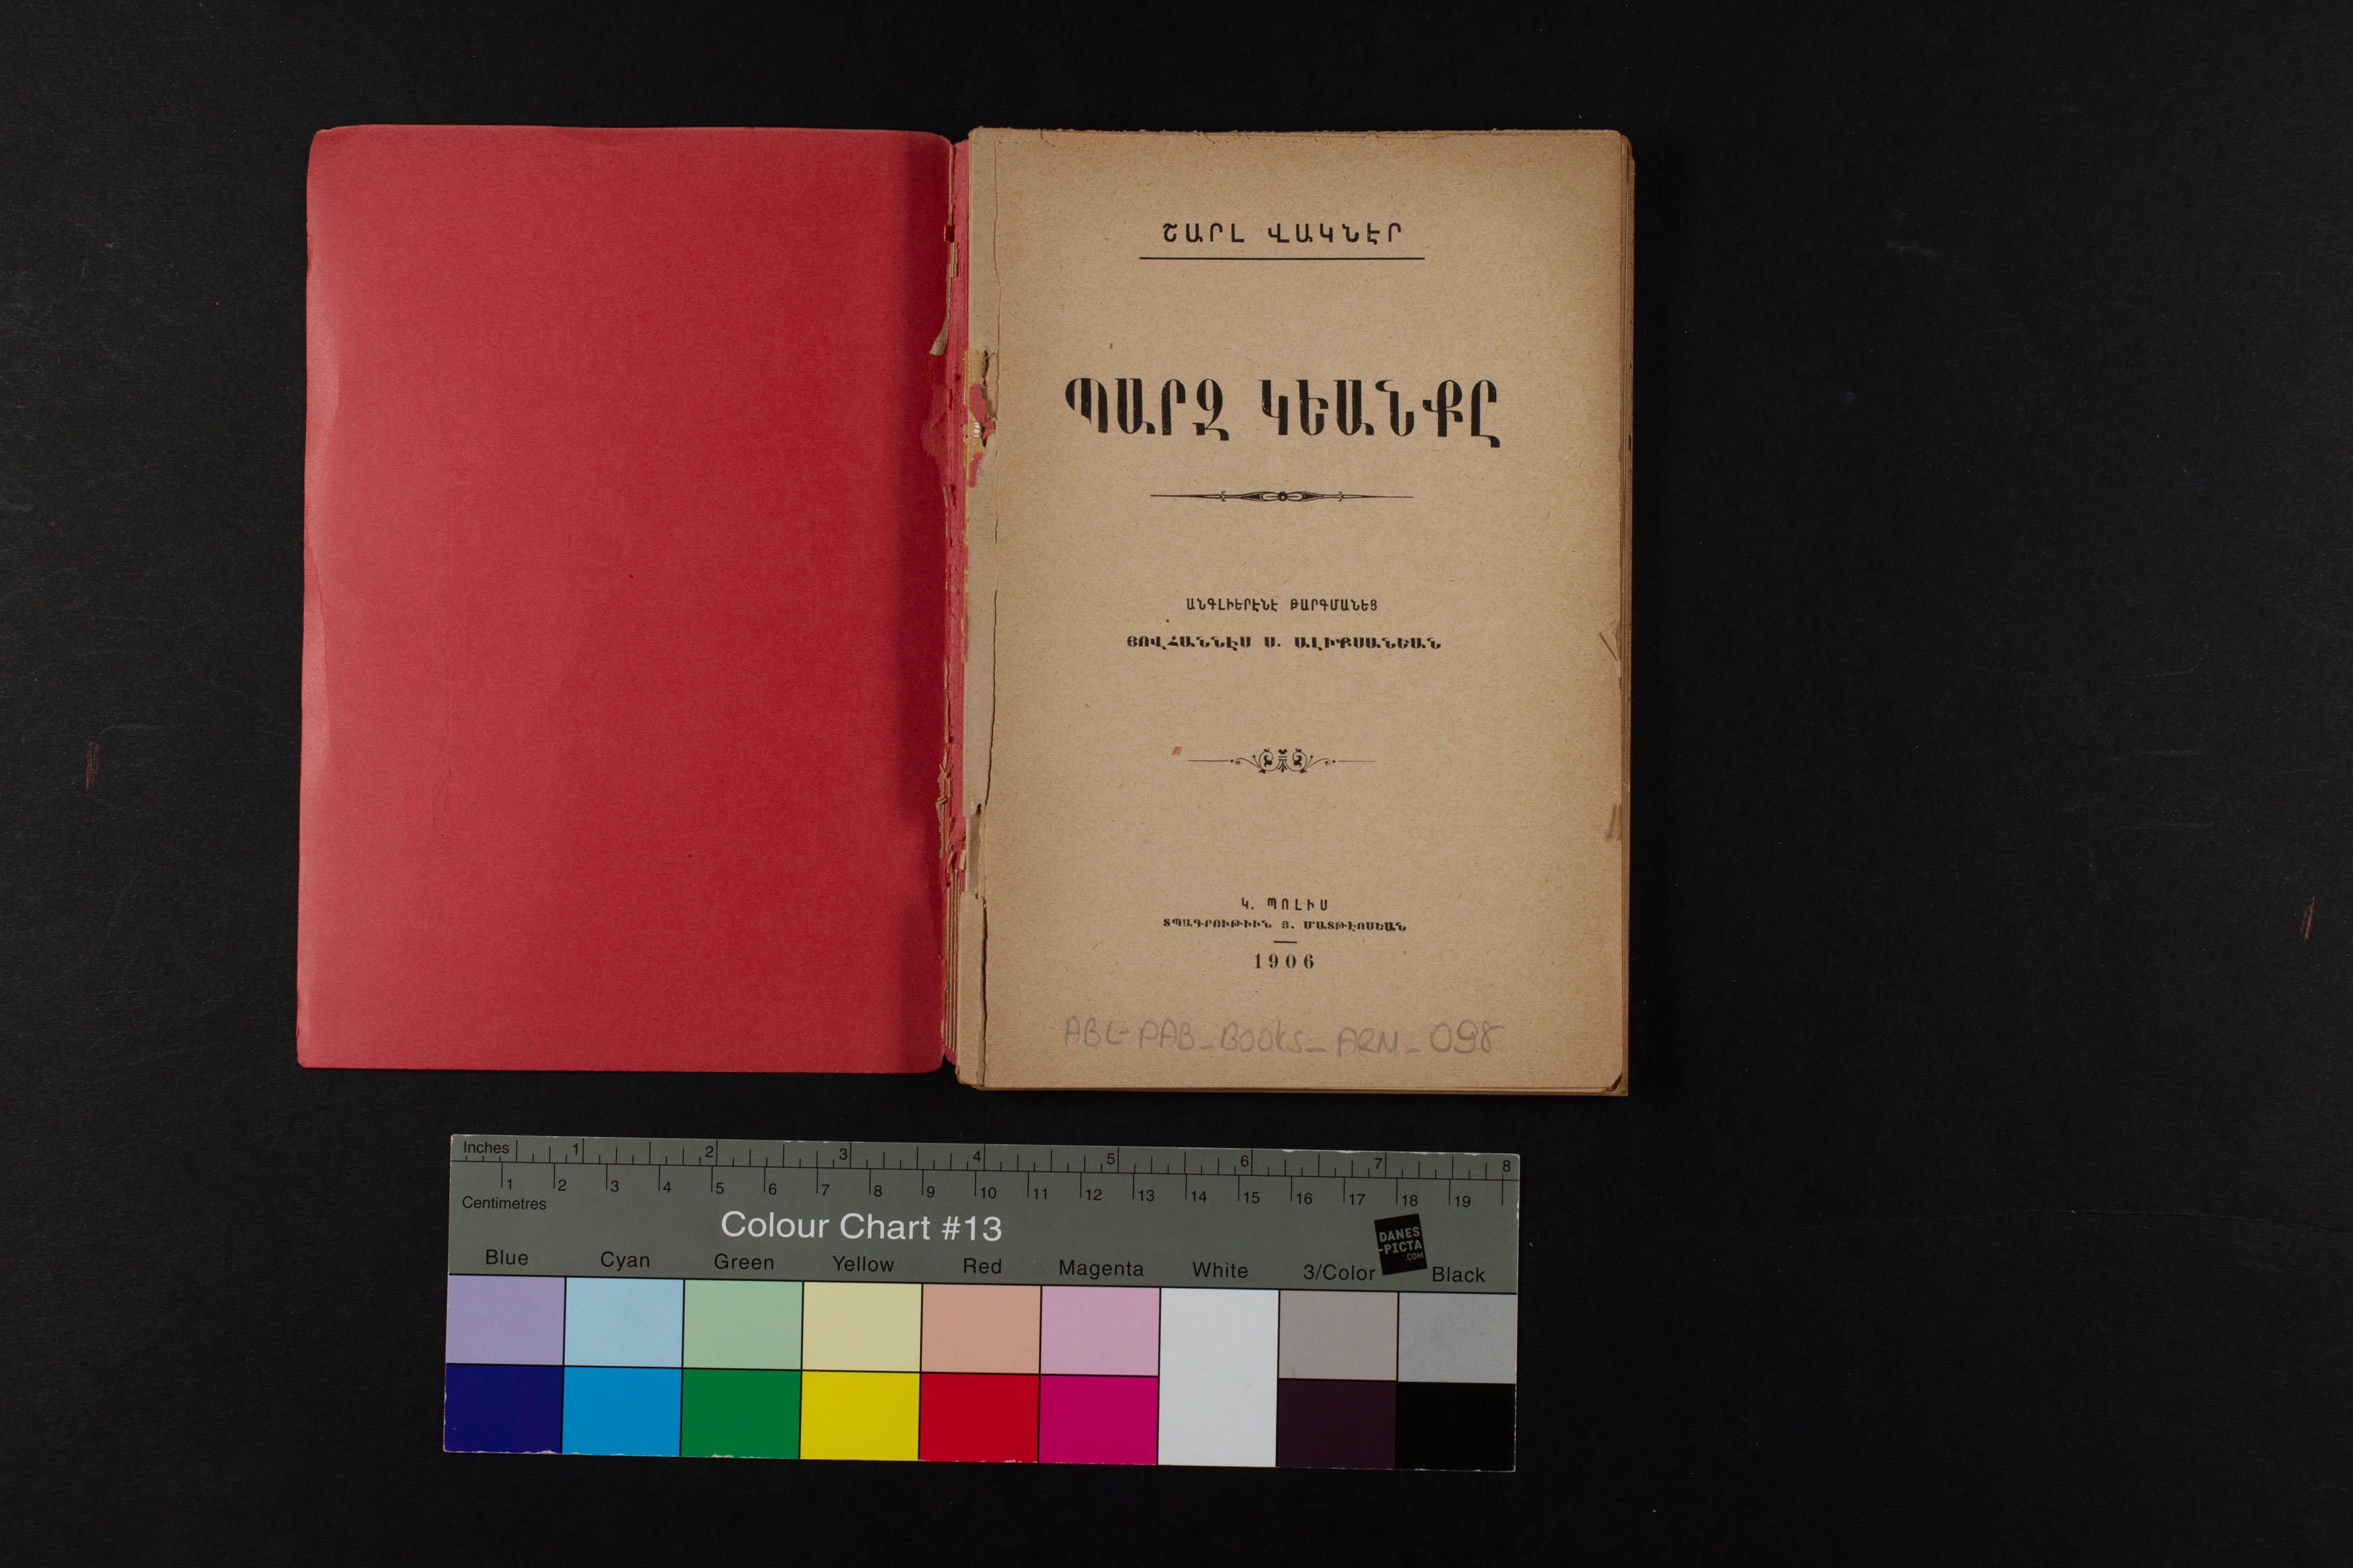 ՇԱՐԼ ՎԱԿՆԷՐ
ՊԱՐԶ ԿԵԱՆՔԸ
ԱՆԳԼԻԵՐԷՆԷ ԹԱՐԳՄԱՆԵՑ
ՅՈՎՀԱՆՆԷՍ Ս. ԱԼԻՔՍԱՆԵԱՆ
Կ. ՊՈԼԻՍ
ՏՊԱԳՐՈՒԹԻՒՆ Յ. ՄԱՏԹԷՈՍԵԱՆ
1906
ABL-PAB_BOOKS_ARM_098
Inches 1 2 3 4 5 6 7 8
1 2 3 4 5 6 7 8 9 10 11 12 13 14 15 16 17 18 19
Centimetres
Colour Chart #13
DANES
-PICTA
.COM
Blue Cyan Green Yellow Red Magenta White 3/Color Black